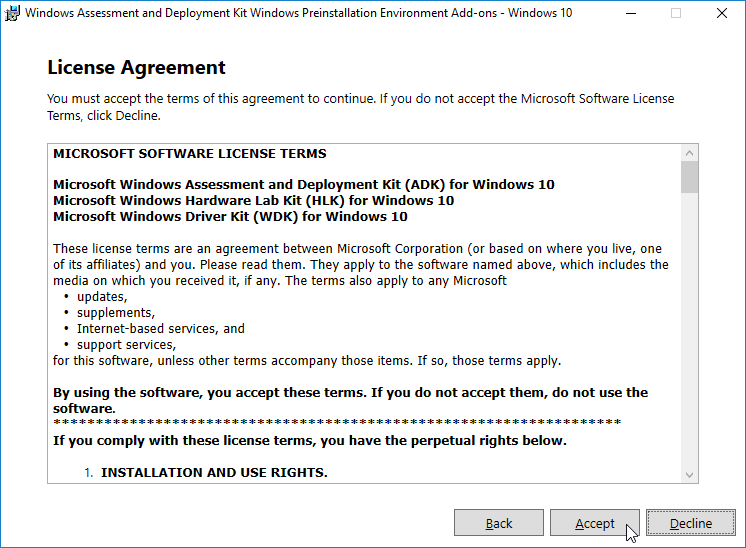 Windows Assessment and Deployment Kit Windows Preinstallation Environment Add-ons - Windows 10
License Agreement
You must accept the terms of this agreement to continue. If you do not accept the Microsoft Software License
Terms, click Decline.
MICROSOFT SOFTWARE LICENSE TERMS
Microsoft Windows Assessment and Deployment Kit (ADK) for Windows 10
Microsoft Windows Hardware Lab Kit (HLK) for Windows 10
Microsoft Windows Driver Kit (WDK) for Windows 10
These license terms are an agreement between Microsoft Corporation (or based on where you live, one
of its affiliates) and you. Please read them. They apply to the software named above, which includes the
media on which you received it, if any. The terms also apply to any Microsoft
• updates,
• supplements,
• Internet-based services, and
• support services,
for this software, unless other terms accompany those items. If so, those terms apply.
By using the software, you accept these terms. If you do not accept them, do not use the
software.
*********************************************************************
If you comply with these license terms, you have the perpetual rights below.
1. INSTALLATION AND USE RIGHTS.
Back
Accept
Decline